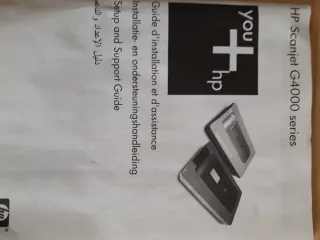 HP Scanjet G4000 series
you
+hp
Guide d'installation et d'assistance
Installatie- en ondersteuningshandleiding
Setup and Support Guide
دليل الإعداد و
hp®